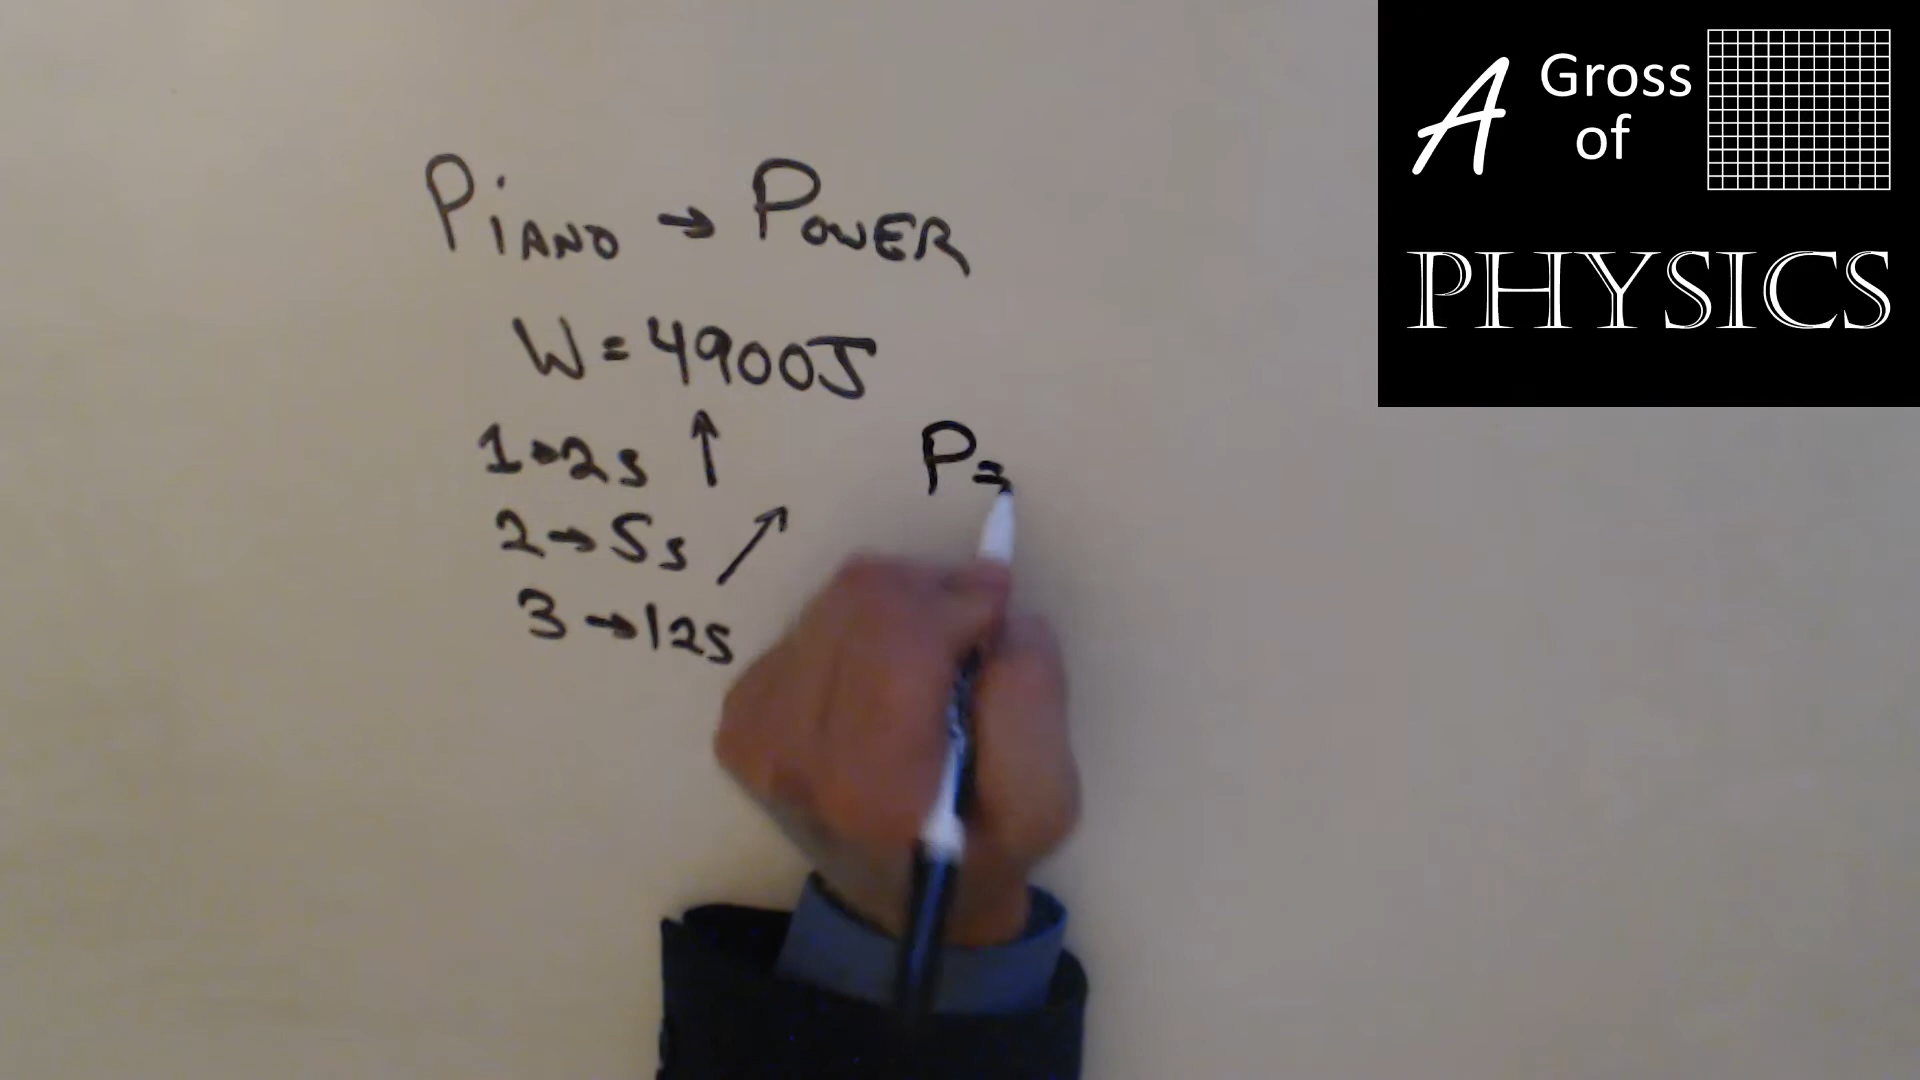 PiANO → POWER
W = 4900J
1→2s ↑
2→5s ↗
3→12s
P=
A Gross of
PHYSICS